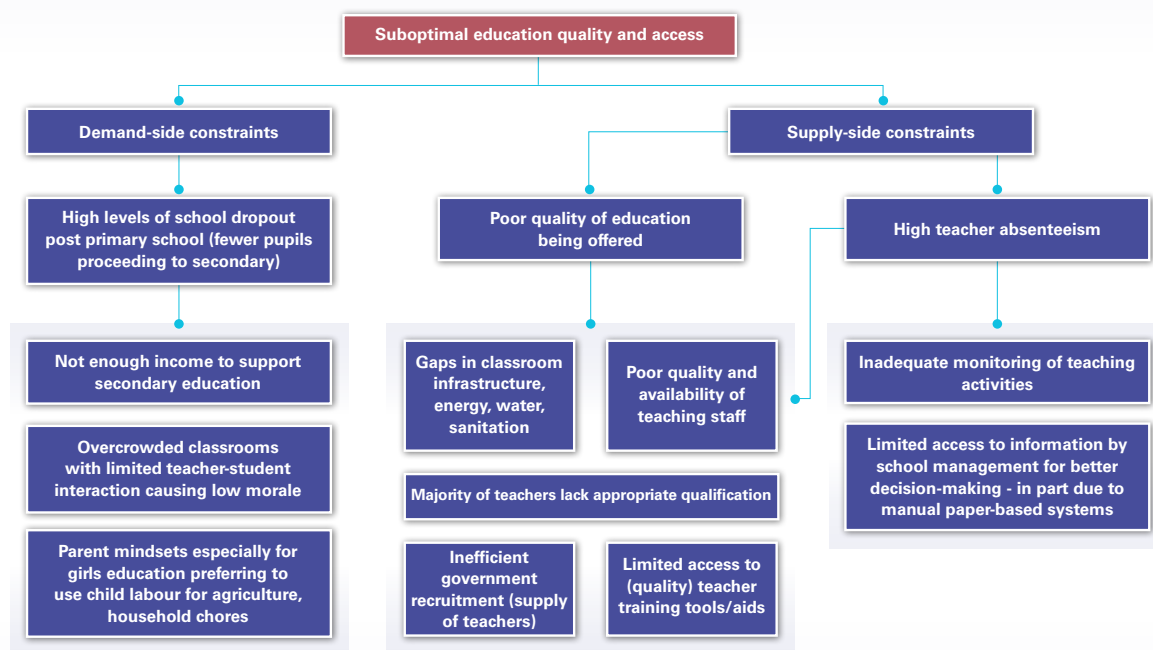 Suboptimal education quality and access
Demand-side constraints
Supply-side constraints
High levels of school dropout
post primary school (fewer pupils
proceeding to secondary)
Poor quality of education
being offered
High teacher absenteeism
Not enough income to support
secondary education
Overcrowded classrooms
with limited teacher-student
interaction causing low morale
Parent mindsets especially for
girls education preferring to
use child labour for agriculture,
household chores
Gaps in classroom
infrastructure,
energy, water,
sanitation
Poor quality and
availability of
teaching staff
Majority of teachers lack appropriate qualification
Inefficient
government
recruitment (supply
of teachers)
Limited access to
(quality) teacher
training tools/aids
Inadequate monitoring of teaching
activities
Limited access to information by
school management for better
decision-making - in part due to
manual paper-based systems